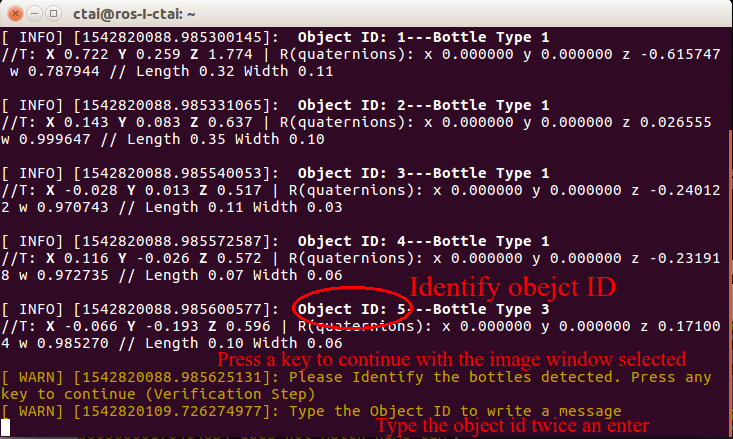 ctai@ros-I-ctai: ~
[ INFO] [1542820088.985300145]:  Object ID: 1---Bottle Type 1
//T: X 0.722 Y 0.259 Z 1.774 | R(quaternions): x 0.000000 y 0.000000 z -0.615747
 w 0.787944 // Length 0.32 Width 0.11
[ INFO] [1542820088.985331065]:  Object ID: 2---Bottle Type 1
//T: X 0.143 Y 0.083 Z 0.637 | R(quaternions): x 0.000000 y 0.000000 z 0.026555
w 0.999647 // Length 0.35 Width 0.10
[ INFO] [1542820088.985540053]:  Object ID: 3---Bottle Type 1
//T: X -0.028 Y 0.013 Z 0.517 | R(quaternions): x 0.000000 y 0.000000 z -0.24012
2 w 0.970743 // Length 0.11 Width 0.03
[ INFO] [1542820088.985572587]:  Object ID: 4---Bottle Type 1
//T: X 0.116 Y -0.026 Z 0.572 | R(quaternions): x 0.000000 y 0.000000 z -0.23191
8 w 0.972735 // Length 0.07 Width 0.06
Identify obejct ID
[ INFO] [1542820088.985600577]:  Object ID: 5---Bottle Type 3
//T: X -0.066 Y -0.193 Z 0.596 | R(quaternions): x 0.000000 y 0.000000 z 0.17100
4 w 0.985270 // Length 0.10 Width 0.06
Press a key to continue with the image window selected
[ WARN] [1542820088.985625131]: Please Identify the bottles detected. Press any
key to continue (Verification Step)
[ WARN] [1542820109.726274977]: Type the Object ID to write a message
Type the object id twice an enter